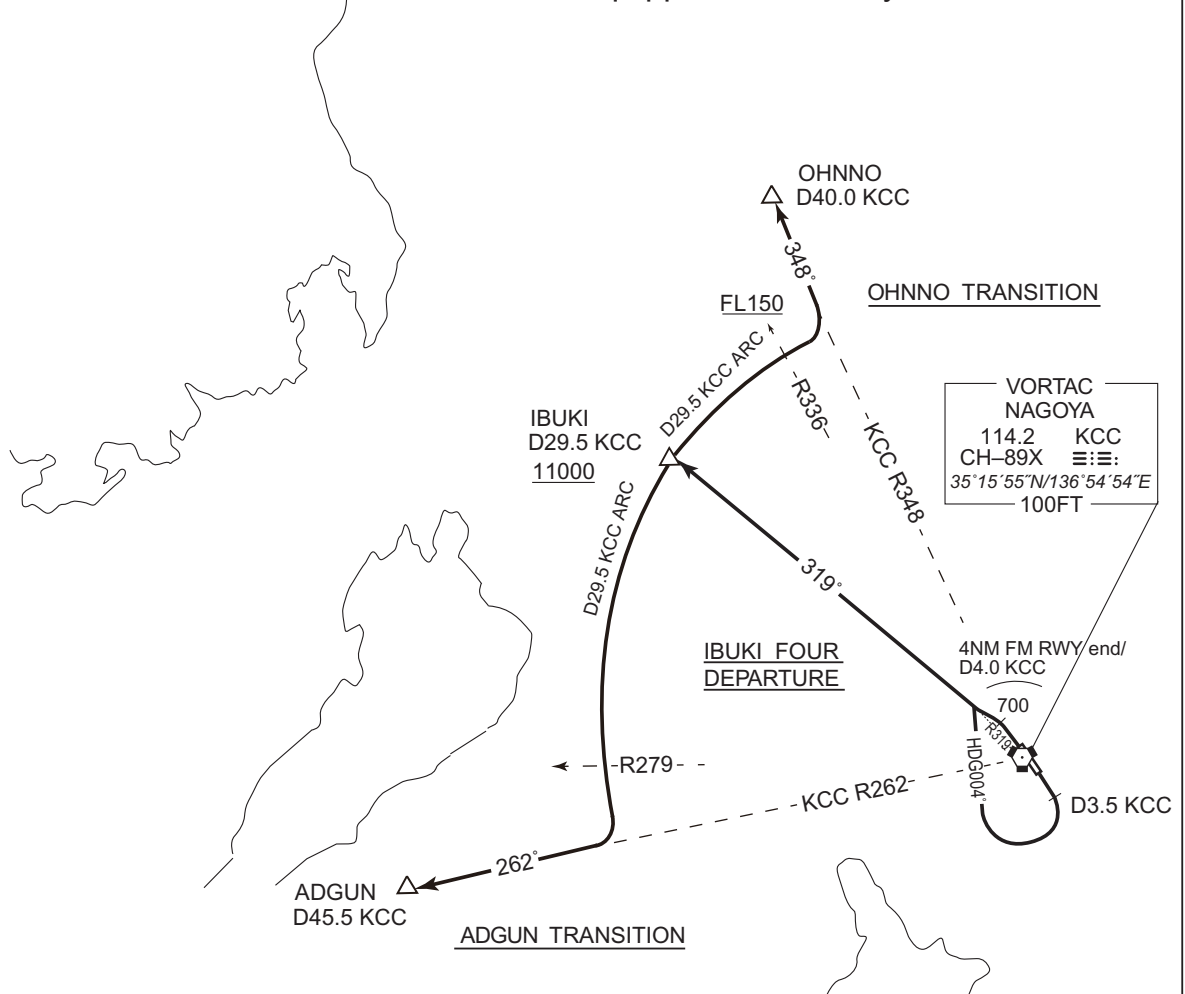 OHNNO
D40.0 KCC
348°
OHNNO TRANSITION
FL150
D29.5 KCC ARC
R336
KCC R348
VORTAC
NAGOYA
114.2 KCC
CH–89X
35°15´55˝N/136°54´54˝E
100FT
IBUKI
D29.5 KCC
11000
D29.5 KCC ARC
319°
IBUKI FOUR
DEPARTURE
4NM FM RWY end/
D4.0 KCC
700
R319
HDG004°
D3.5 KCC
R279
KCC R262
262°
ADGUN
D45.5 KCC
ADGUN TRANSITION